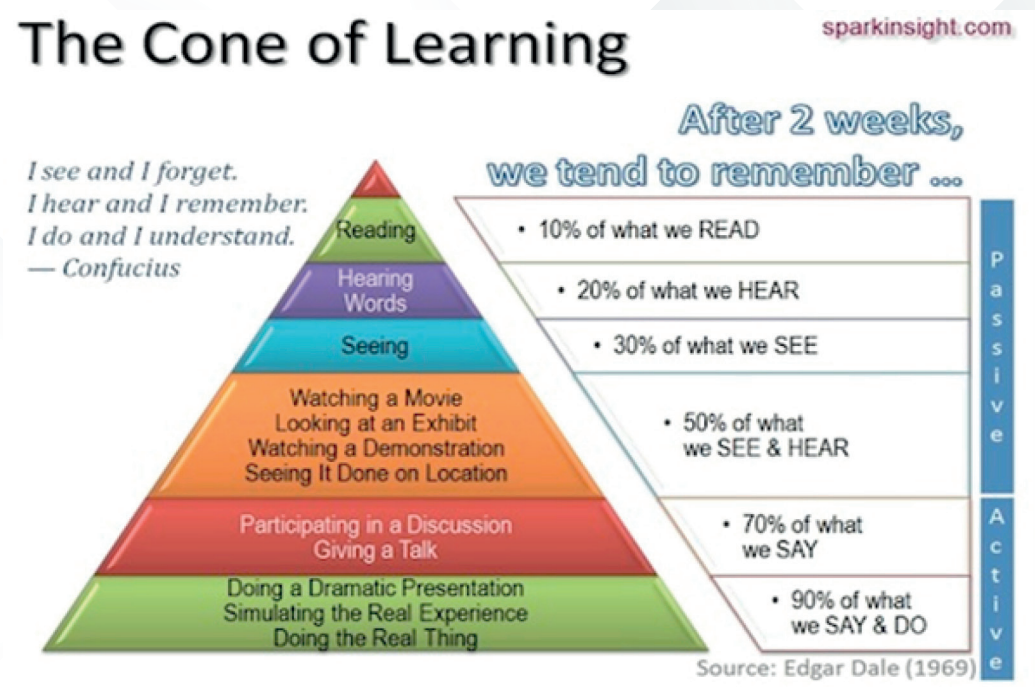 The Cone of Learning
sparkinsight.com
After 2 weeks,
we tend to remember ...
I see and I forget.
I hear and I remember.
I do and I understand.
— Confucius
Reading
• 10% of what we READ
Hearing
Words
• 20% of what we HEAR
Seeing
• 30% of what we SEE
Watching a Movie
Looking at an Exhibit
Watching a Demonstration
Seeing It Done on Location
• 50% of what
we SEE & HEAR
Passive
Participating in a Discussion
Giving a Talk
• 70% of what
we SAY
Doing a Dramatic Presentation
Simulating the Real Experience
Doing the Real Thing
• 90% of what
we SAY & DO
Active
Source: Edgar Dale (1969)